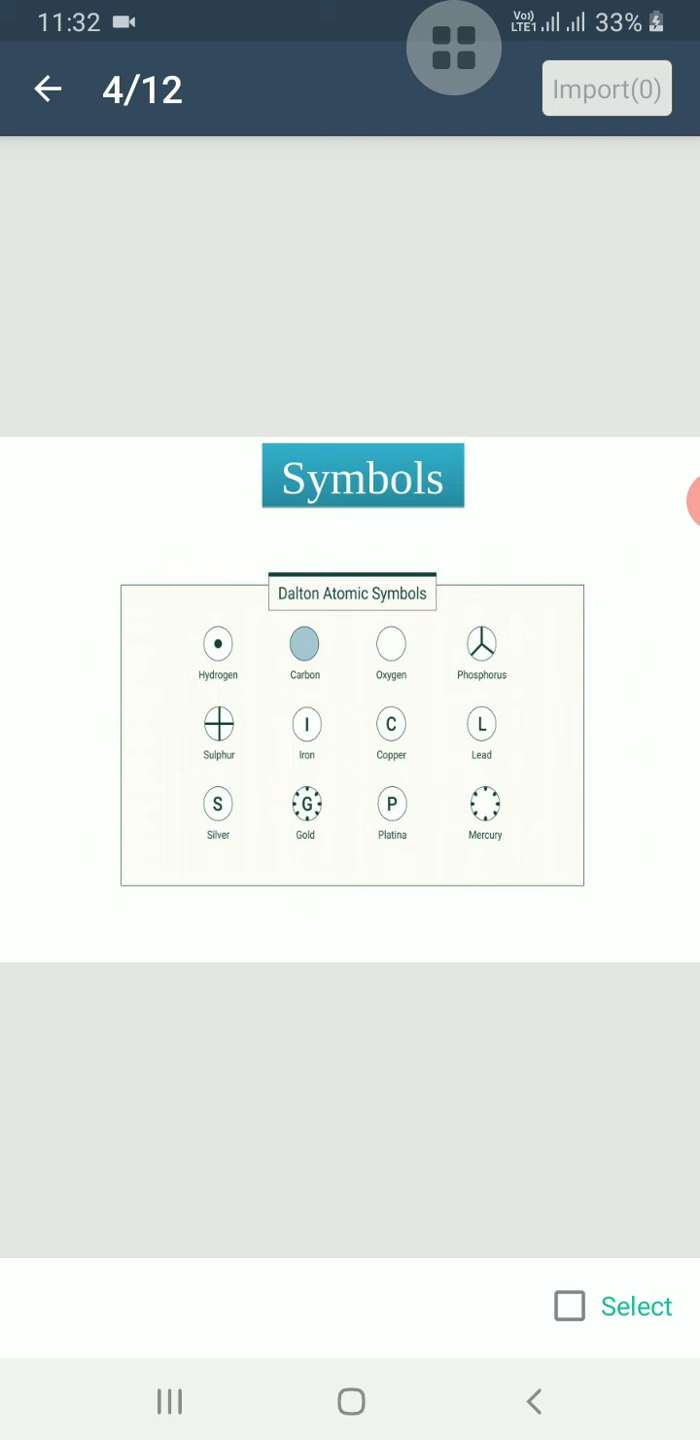 11:32
Vo)) LTE1 33%
4/12
Import(0)
Symbols
Dalton Atomic Symbols
Hydrogen Carbon Oxygen Phosphorus
I C L
Sulphur Iron Copper Lead
S G P
Silver Gold Platina Mercury
Select